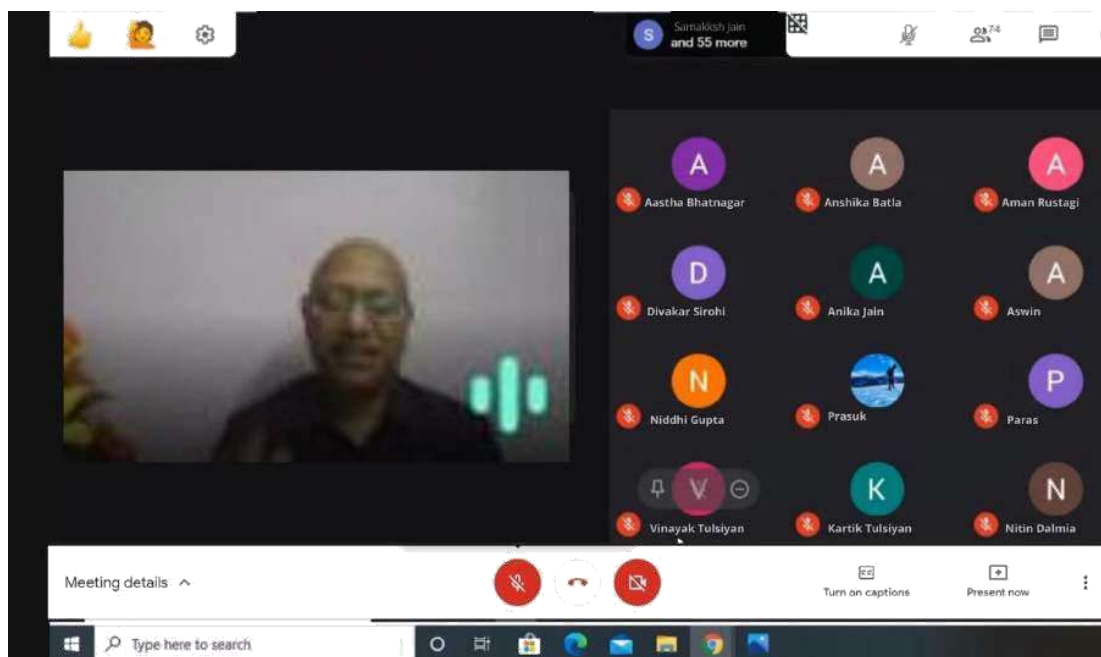 Samakksh Jain
S and 55 more
74
A A A
Aastha Bhatnagar Anshika Batla Aman Rustagi
D A A
Divakar Sirohi Anika Jain Aswin
N P
Niddhi Gupta Prasuk Paras
V K N
Vinayak Tulsiyan Kartik Tulsiyan Nitin Dalmia
Meeting details
Turn on captions Present now
Type here to search